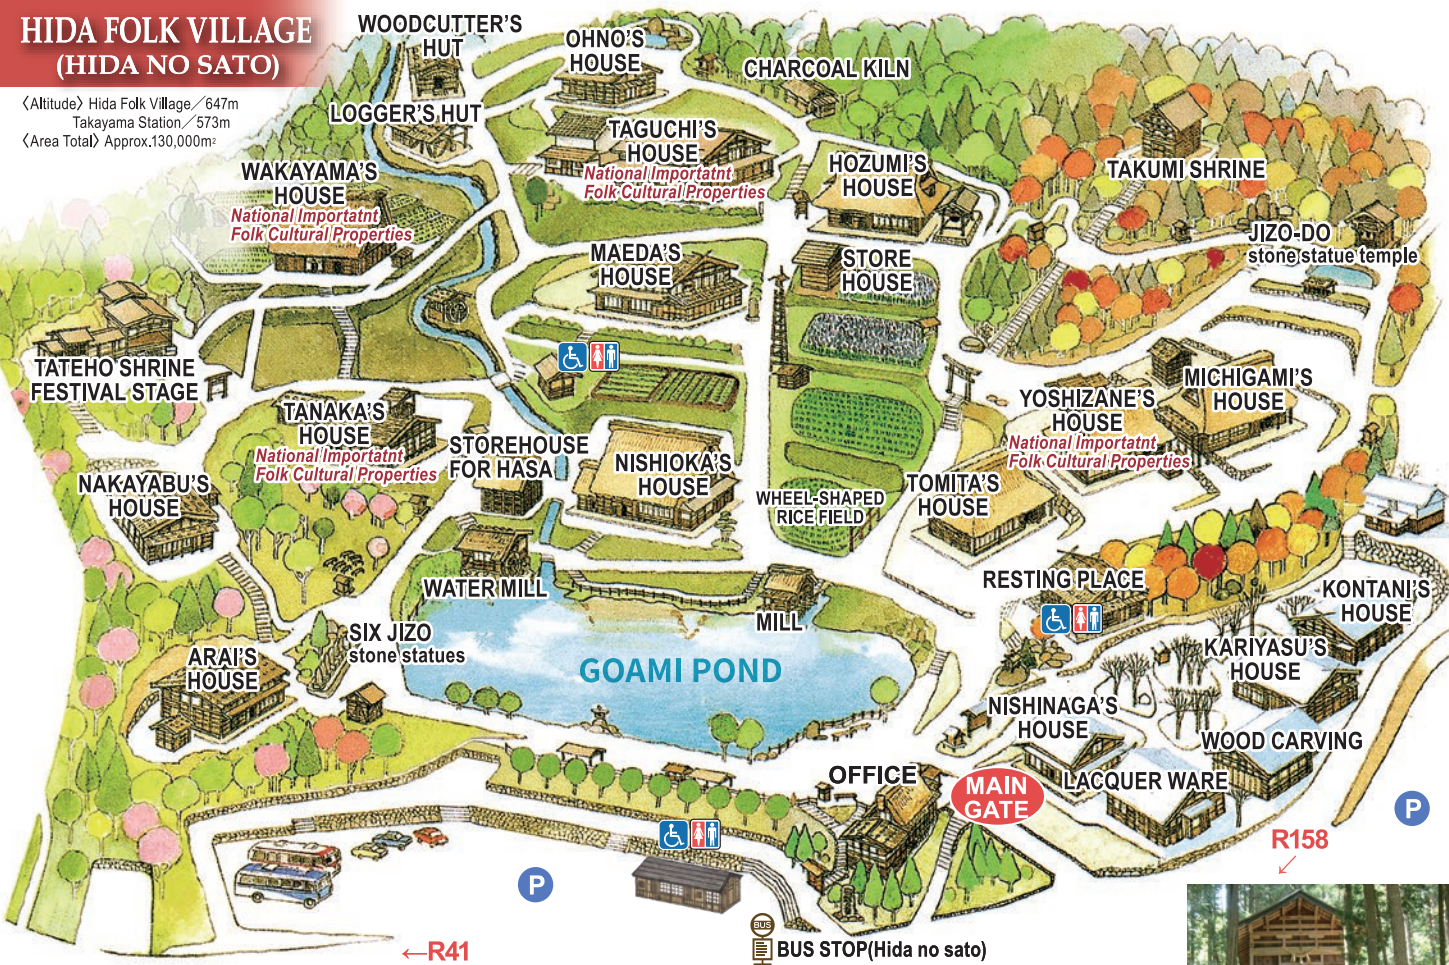 HIDA FOLK VILLAGE
(HIDA NO SATO)
〈Altitude〉 Hida Folk Village／647m
Takayama Station／573m
〈Area Total〉 Approx.130,000m²
WOODCUTTER'S
HUT
OHNO'S
HOUSE
CHARCOAL KILN
LOGGER'S HUT
TAGUCHI'S
HOUSE
National Importatnt
Folk Cultural Properties
HOZUMI'S
HOUSE
TAKUMI SHRINE
WAKAYAMA'S
HOUSE
National Importatnt
Folk Cultural Properties
JIZO-DO
stone statue temple
MAEDA'S
HOUSE
STORE
HOUSE
TATEHO SHRINE
FESTIVAL STAGE
MICHIGAMI'S
HOUSE
YOSHIZANE'S
HOUSE
National Importatnt
Folk Cultural Properties
TANAKA'S
HOUSE
National Importatnt
Folk Cultural Properties
STOREHOUSE
FOR HASA
NISHIOKA'S
HOUSE
NAKAYABU'S
HOUSE
WHEEL-SHAPED
RICE FIELD
TOMITA'S
HOUSE
WATER MILL
RESTING PLACE
MILL
KONTANI'S
HOUSE
SIX JIZO
stone statues
ARAI'S
HOUSE
GOAMI POND
KARIYASU'S
HOUSE
NISHINAGA'S
HOUSE
WOOD CARVING
OFFICE
MAIN
GATE
LACQUER WARE
P
R158
↙
P
BUS
BUS STOP(Hida no sato)
←R41